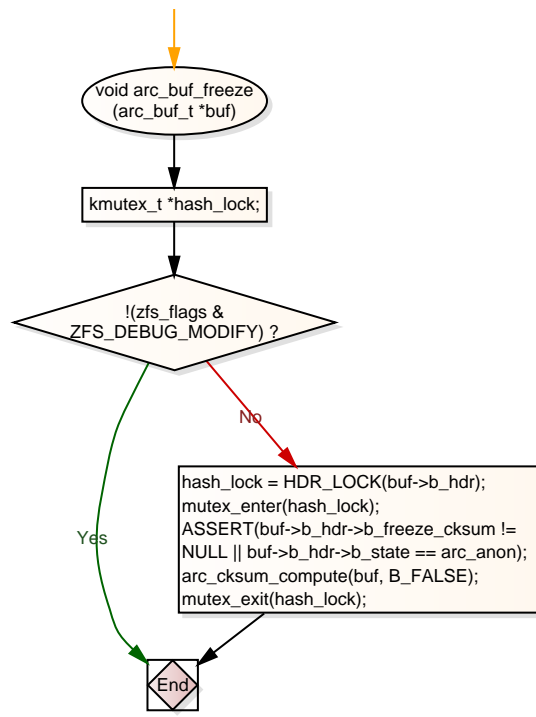 void arc_buf_freeze
(arc_buf_t *buf)
kmutex_t *hash_lock;
!(zfs_flags &
ZFS_DEBUG_MODIFY) ?
No
hash_lock = HDR_LOCK(buf->b_hdr);
mutex_enter(hash_lock);
ASSERT(buf->b_hdr->b_freeze_cksum !=
NULL || buf->b_hdr->b_state == arc_anon);
arc_cksum_compute(buf, B_FALSE);
mutex_exit(hash_lock);
Yes
End